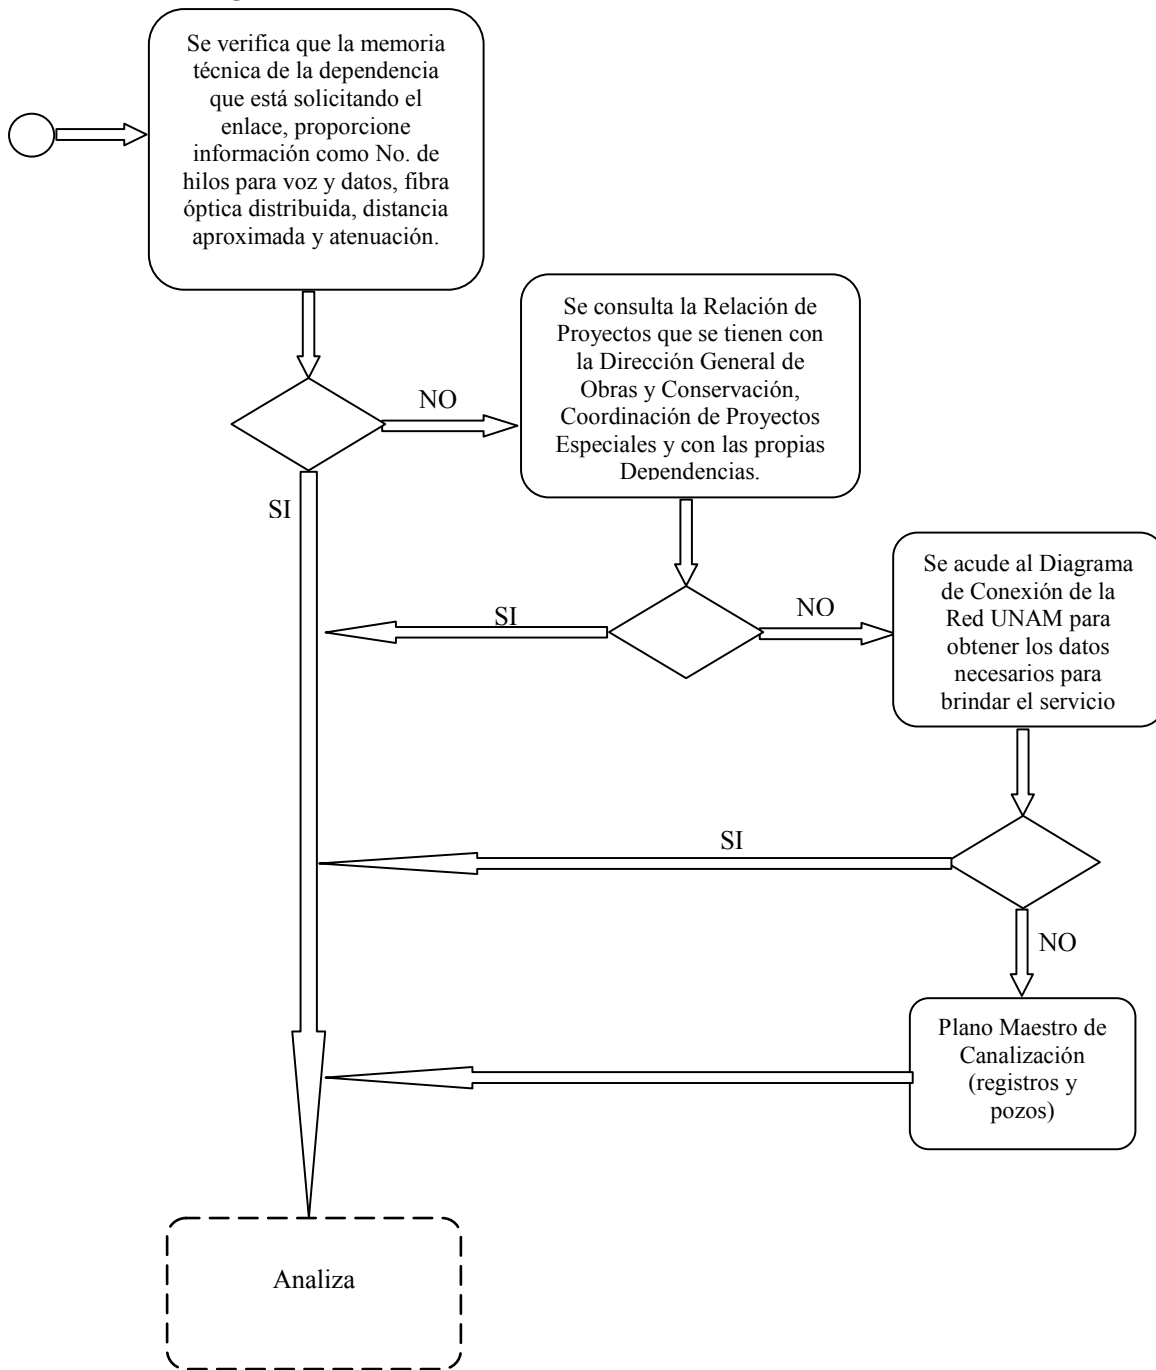 Se verifica que la memoria
técnica de la dependencia
que está solicitando el
enlace, proporcione
información como No. de
hilos para voz y datos, fibra
óptica distribuida, distancia
aproximada y atenuación.
Se consulta la Relación de
Proyectos que se tienen con
la Dirección General de
Obras y Conservación,
Coordinación de Proyectos
Especiales y con las propias
Dependencias.
NO
SI
Se acude al Diagrama
de Conexión de la
Red UNAM para
obtener los datos
necesarios para
brindar el servicio
SI
NO
SI
NO
Plano Maestro de
Canalización
(registros y
pozos)
Analiza